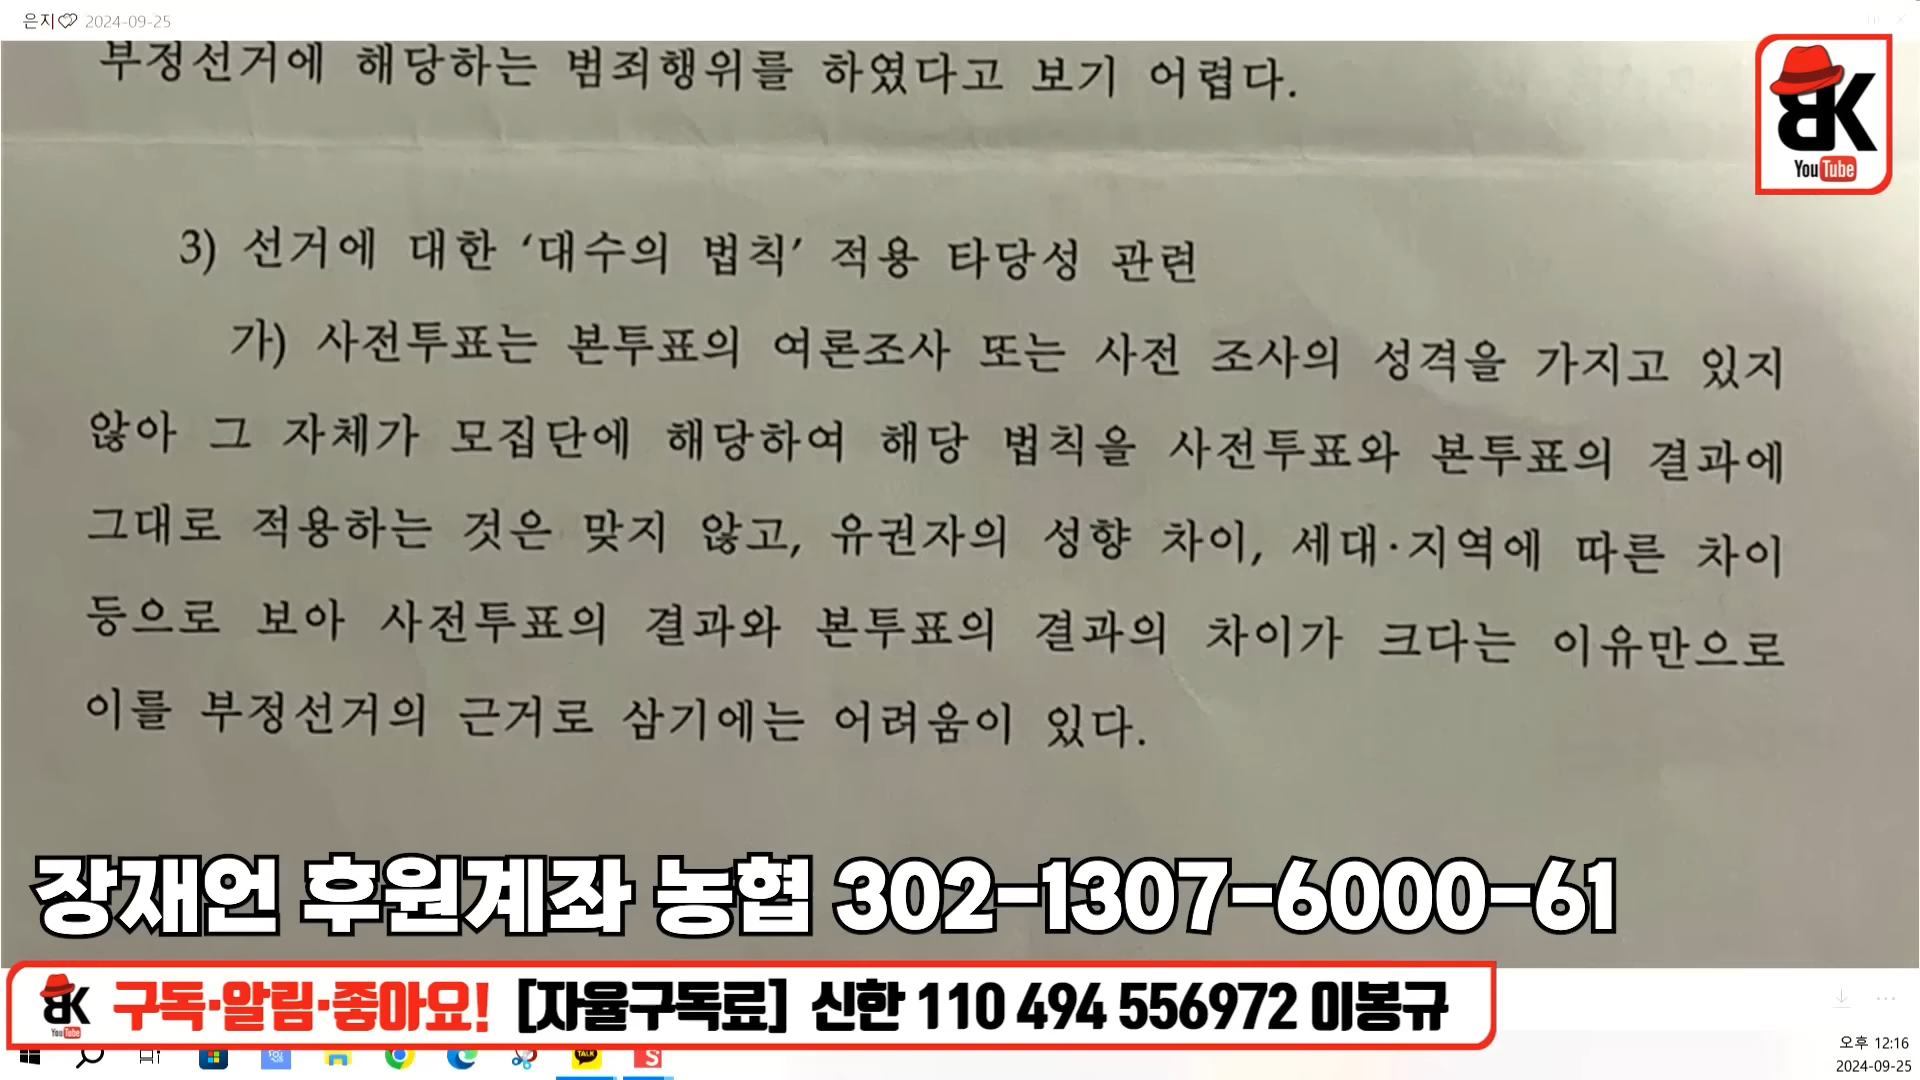 은지♡ 2024-09-25
부정선거에 해당하는 범죄행위를 하였다고 보기 어렵다.
BK
YouTube
3) 선거에 대한 ‘대수의 법칙’ 적용 타당성 관련
가) 사전투표는 본투표의 여론조사 또는 사전 조사의 성격을 가지고 있지
않아 그 자체가 모집단에 해당하여 해당 법칙을 사전투표와 본투표의 결과에
그대로 적용하는 것은 맞지 않고, 유권자의 성향 차이, 세대·지역에 따른 차이
등으로 보아 사전투표의 결과와 본투표의 결과의 차이가 크다는 이유만으로
이를 부정선거의 근거로 삼기에는 어려움이 있다.
장재언 후원계좌 농협 302-1307-6000-61
BK YouTube 구독·알림·좋아요! [자율구독료] 신한 110 494 556972 이봉규
TALK S
오후 12:16
2024-09-25